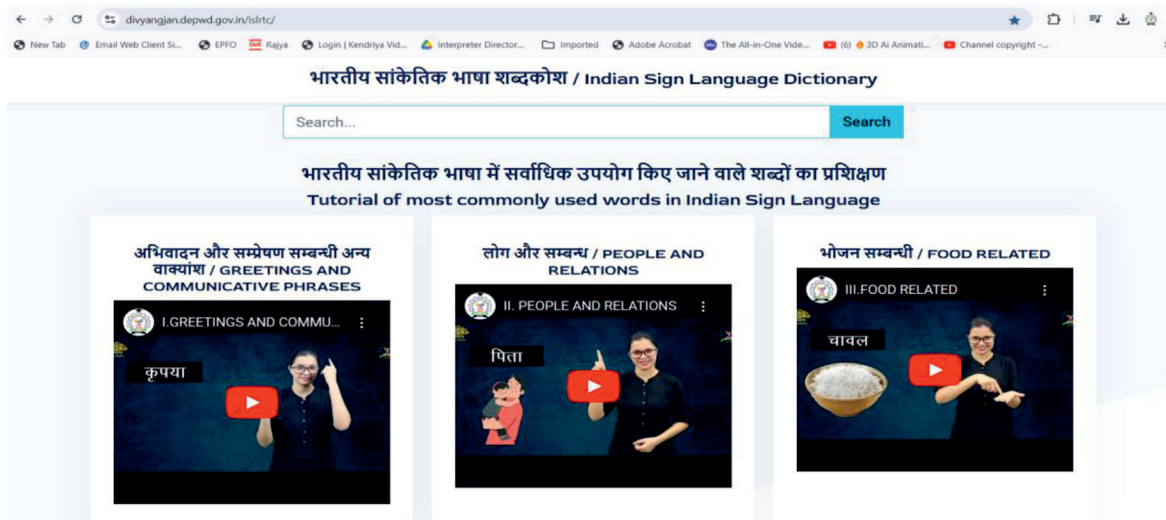 divyangjan.depwd.gov.in/islrtc/
New Tab Email Web Client Si... EPFO Rajya Login | Kendriya Vid... Interpreter Director... Imported Adobe Acrobat The All-in-One Vide... (6) 3D Ai Animati... Channel copyright -...
भारतीय सांकेतिक भाषा शब्दकोश / Indian Sign Language Dictionary
Search... Search
भारतीय सांकेतिक भाषा में सर्वाधिक उपयोग किए जाने वाले शब्दों का प्रशिक्षण
Tutorial of most commonly used words in Indian Sign Language
अभिवादन और सम्प्रेषण सम्बन्धी अन्य
वाक्यांश / GREETINGS AND
COMMUNICATIVE PHRASES
I.GREETINGS AND COMMU...
कृपया
लोग और सम्बन्ध / PEOPLE AND
RELATIONS
II. PEOPLE AND RELATIONS
पिता
भोजन सम्बन्धी / FOOD RELATED
III.FOOD RELATED
चावल